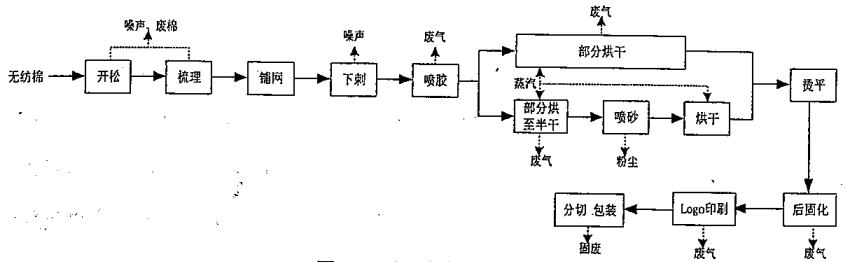 噪声 废棉
噪声
废气
废气
部分烘干
无纺棉
开松
梳理
铺网
下刺
喷胶
蒸汽
烫平
部分烘
至半干
喷砂
烘干
废气
粉尘
分切 包装
Logo印刷
后固化
固废
废气
废气